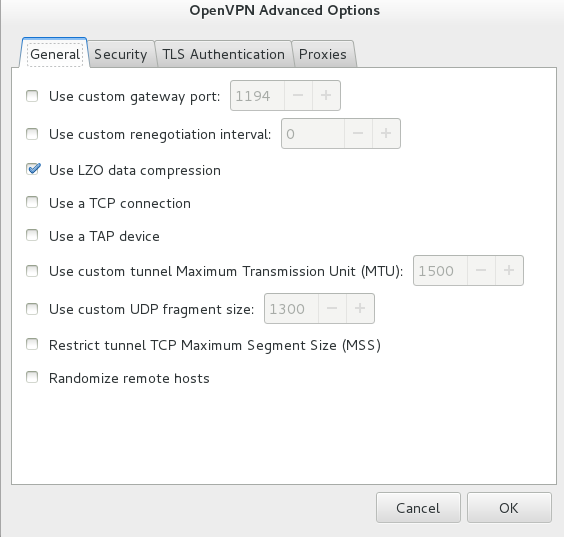 OpenVPN Advanced Options
General Security TLS Authentication Proxies
Use custom gateway port: 1194 − +
Use custom renegotiation interval: 0 − +
Use LZO data compression
Use a TCP connection
Use a TAP device
Use custom tunnel Maximum Transmission Unit (MTU): 1500 − +
Use custom UDP fragment size: 1300 − +
Restrict tunnel TCP Maximum Segment Size (MSS)
Randomize remote hosts
Cancel OK